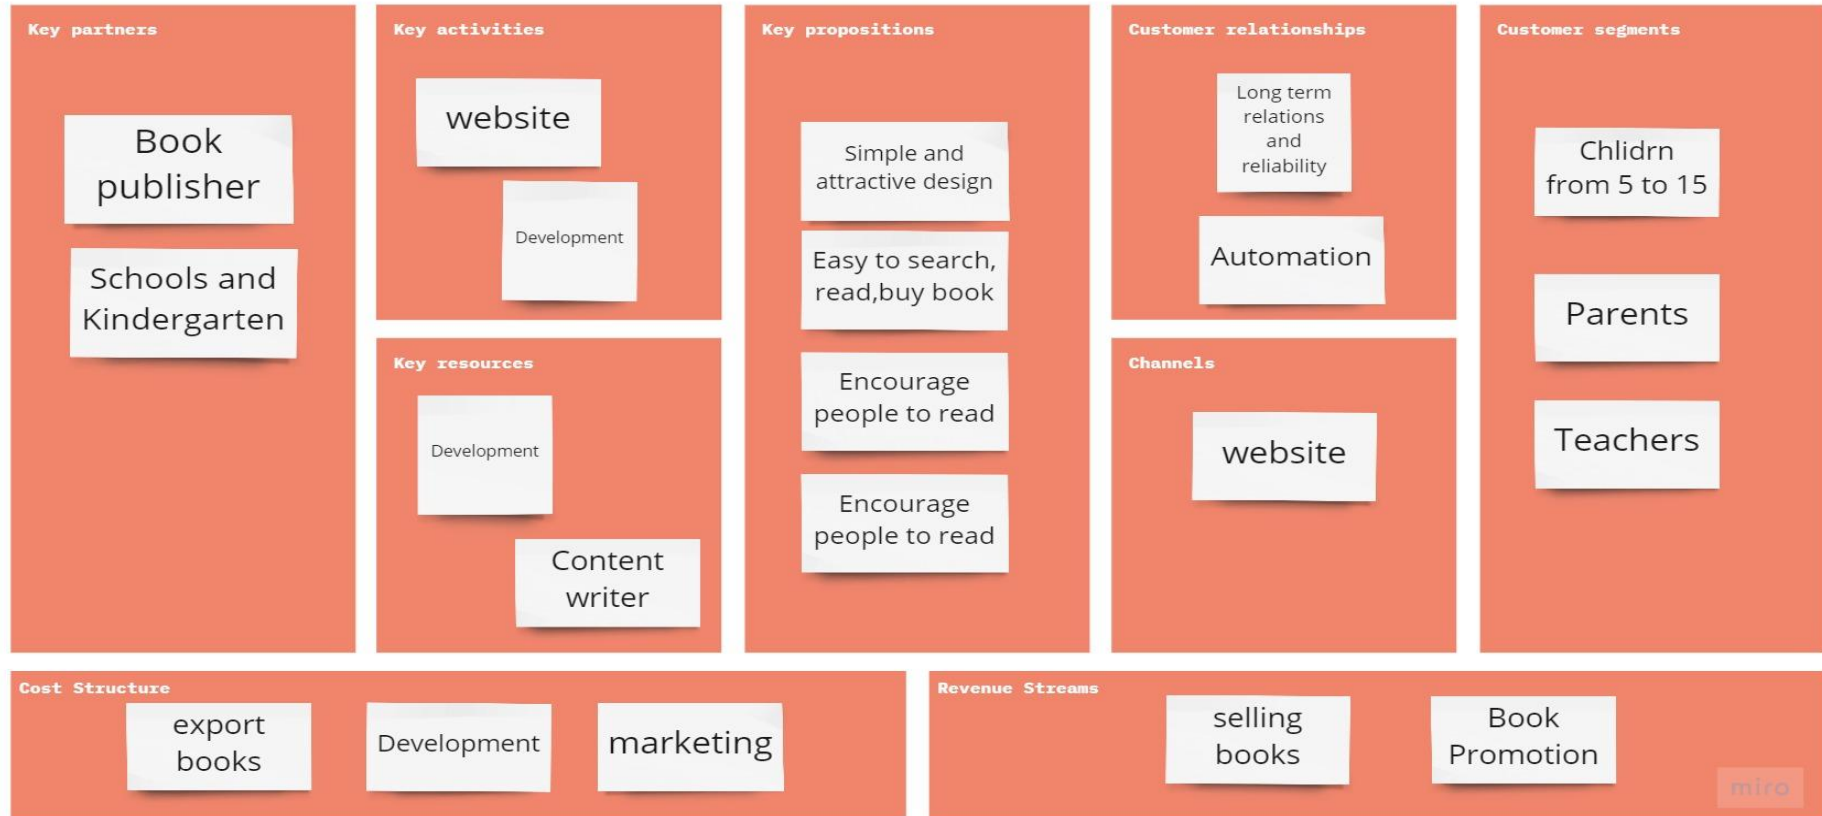 Key partners
Book
publisher
Schools and
Kindergarten
Key activities
website
Development
Key resources
Development
Content
writer
Key propositions
Simple and
attractive design
Easy to search,
read,buy book
Encourage
people to read
Encourage
people to read
Customer relationships
Long term
relations
and
reliability
Automation
Channels
website
Customer segments
Chlidrn
from 5 to 15
Parents
Teachers
Cost Structure
export
books
Development
marketing
Revenue Streams
selling
books
Book
Promotion
miro